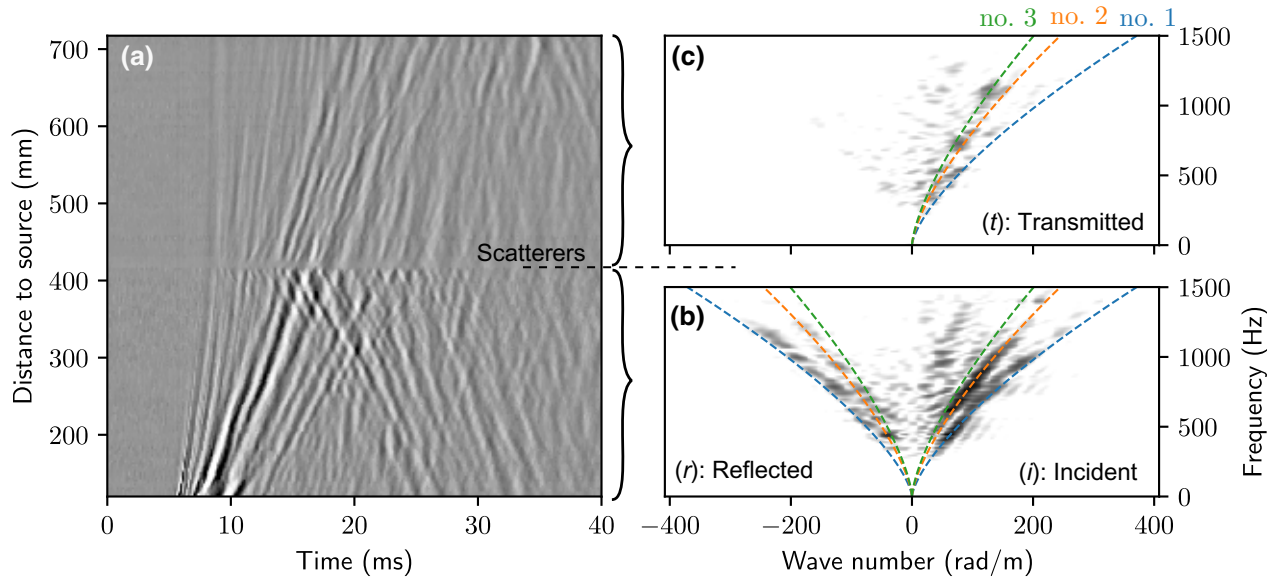 no. 3 no. 2 no. 1
(a)
700
600
500
400
300
200
Distance to source (mm)
0 10 20 30 40
Time (ms)
Scatterers
(c)
1500
1000
500
0
(t): Transmitted
(b)
1500
1000
500
0
Frequency (Hz)
(r): Reflected
(i): Incident
−400 −200 0 200 400
Wave number (rad/m)